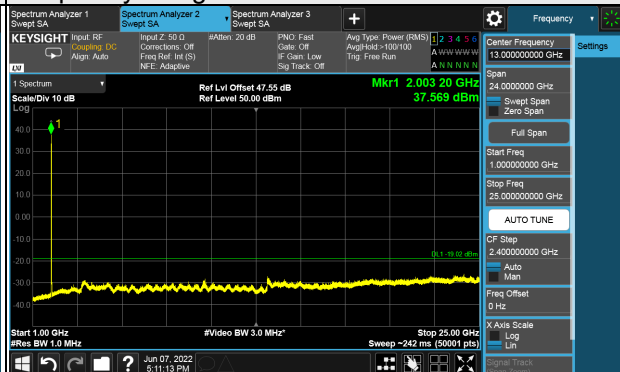 Spectrum Analyzer 1
Swept SA
Spectrum Analyzer 2
Swept SA
Spectrum Analyzer 3
Swept SA
+
Frequency
KEYSIGHT
Input: RF
Coupling: DC
Align: Auto
Input Z: 50 Ω
Corrections: Off
Freq Ref: Int (S)
NFE: Adaptive
#Atten: 20 dB
PNO: Fast
Gate: Off
IF Gain: Low
Sig Track: Off
Avg Type: Power (RMS)
Avg|Hold:>100/100
Trig: Free Run
1 2 3 4 5 6
A W W W W W
A N N N N N
LXI
1 Spectrum
Scale/Div 10 dB
Log
Ref Lvl Offset 47.55 dB
Ref Level 50.00 dBm
Mkr1 2.003 20 GHz
37.569 dBm
1
40.0
30.0
20.0
10.0
0.00
-10.0
-20.0
-30.0
-40.0
DL1 -19.02 dBm
Start 1.00 GHz
#Res BW 1.0 MHz
#Video BW 3.0 MHz*
Stop 25.00 GHz
Sweep ~242 ms (50001 pts)
?
Jun 07, 2022
5:11:13 PM
Center Frequency
13.000000000 GHz
Settings
Span
24.0000000 GHz
Swept Span
Zero Span
Full Span
Start Freq
1.000000000 GHz
Stop Freq
25.000000000 GHz
AUTO TUNE
CF Step
2.400000000 GHz
Auto
Man
Freq Offset
0 Hz
X Axis Scale
Log
Lin
Signal Track